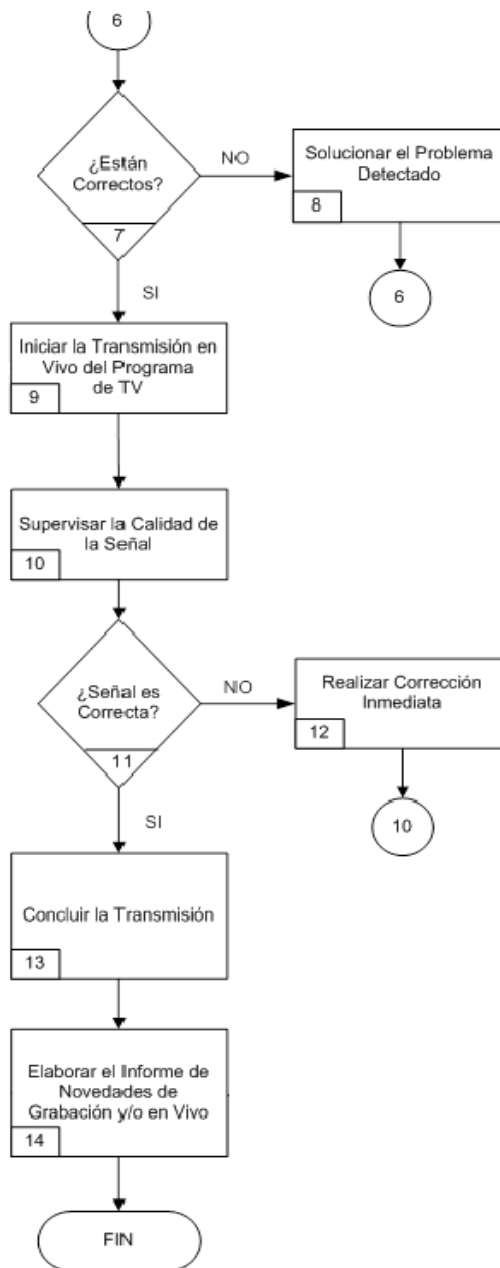 6
¿Están
Correctos?
7
NO
Solucionar el Problema
Detectado
8
6
SI
Iniciar la Transmisión en
Vivo del Programa
de TV
9
Supervisar la Calidad de
la Señal
10
¿Señal es
Correcta?
11
NO
Realizar Corrección
Inmediata
12
10
SI
Concluir la Transmisión
13
Elaborar el Informe de
Novedades de
Grabación y/o en Vivo
14
FIN